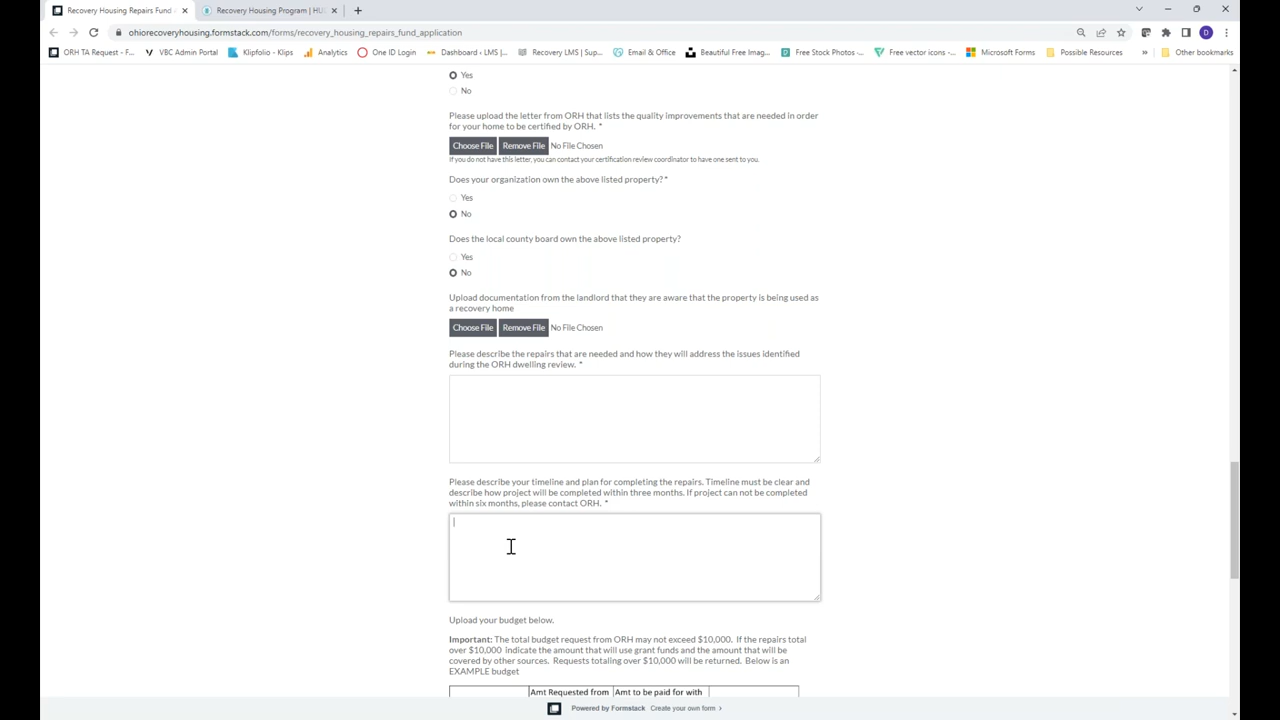 Recovery Housing Repairs Fund
Recovery Housing Program | HU
ohiorecoveryhousing.formstack.com/forms/recovery_housing_repairs_fund_application
D
ORH TA Request - F...
VBC Admin Portal
Klipfolio - Klips
Analytics
One ID Login
Dashboard ‹ LMS |...
Recovery LMS | Sup...
Email & Office
Beautiful Free Imag...
Free Stock Photos -...
Free vector icons -...
Microsoft Forms
Possible Resources
»
Other bookmarks
Yes
No
Please upload the letter from ORH that lists the quality improvements that are needed in order
for your home to be certified by ORH. *
Choose File Remove File No File Chosen
If you do not have this letter, you can contact your certification review coordinator to have one sent to you.
Does your organization own the above listed property? *
Yes
No
Does the local county board own the above listed property?
Yes
No
Upload documentation from the landlord that they are aware that the property is being used as
a recovery home
Choose File Remove File No File Chosen
Please describe the repairs that are needed and how they will address the issues identified
during the ORH dwelling review. *
Please describe your timeline and plan for completing the repairs. Timeline must be clear and
describe how project will be completed within three months. If project can not be completed
within six months, please contact ORH. *
Upload your budget below.
Important: The total budget request from ORH may not exceed $10,000. If the repairs total
over $10,000 indicate the amount that will use grant funds and the amount that will be
covered by other sources. Requests totaling over $10,000 will be returned. Below is an
EXAMPLE budget
Amt Requested from
Amt to be paid for with
Powered by Formstack Create your own form ›